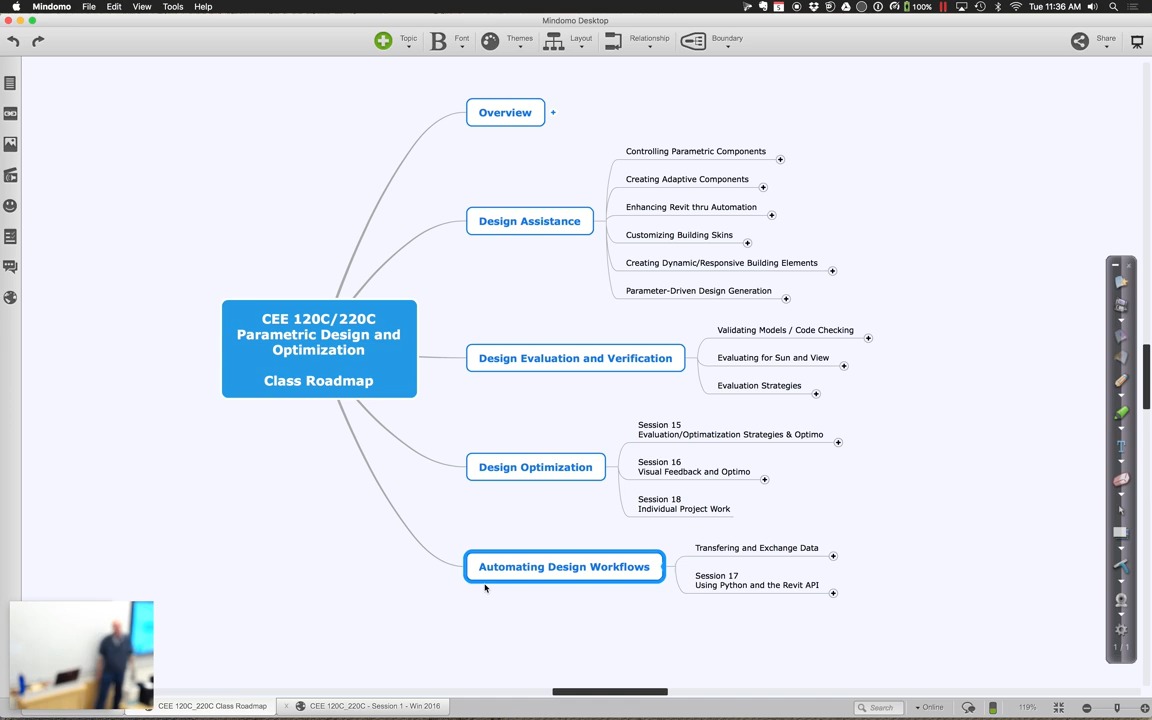 Mindomo File Edit View Tools Help
100% Tue 11:36 AM
Mindomo Desktop
Topic Font Themes Layout Relationship Boundary Share
Overview
Controlling Parametric Components
Creating Adaptive Components
Enhancing Revit thru Automation
Design Assistance
Customizing Building Skins
Creating Dynamic/Responsive Building Elements
Parameter-Driven Design Generation
CEE 120C/220C
Parametric Design and
Optimization
Class Roadmap
Validating Models / Code Checking
Design Evaluation and Verification
Evaluating for Sun and View
Evaluation Strategies
Session 15
Evaluation/Optimatization Strategies & Optimo
Design Optimization
Session 16
Visual Feedback and Optimo
Session 18
Individual Project Work
Transfering and Exchange Data
Automating Design Workflows
Session 17
Using Python and the Revit API
1 / 1
CEE 120C_220C Class Roadmap
CEE 120C_220C - Session 1 - Win 2016
Search Online 119%